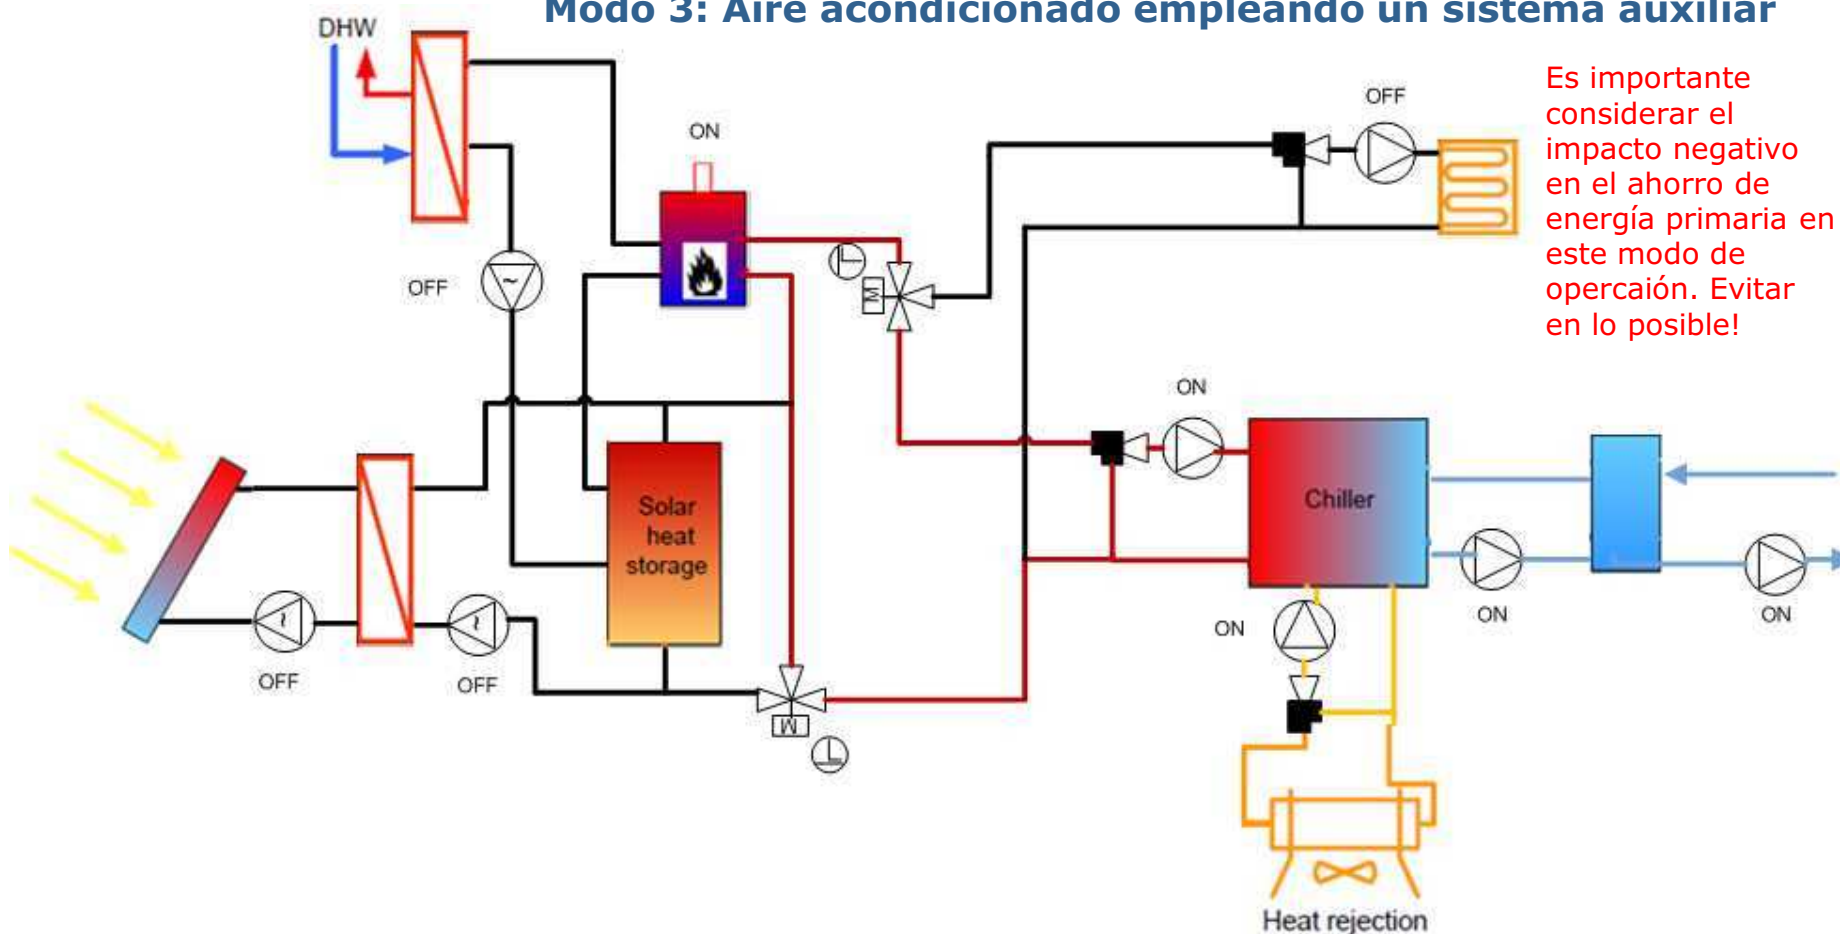 Modo 3: Aire acondicionado empleando un sistema auxiliar
DHW
ON
OFF
Es importante
considerar el
impacto negativo
en el ahorro de
energía primaria en
este modo de
opercaión. Evitar
en lo posible!
OFF
M
ON
Solar
heat
storage
Chiller
ON
ON
ON
OFF
OFF
M
Heat rejection